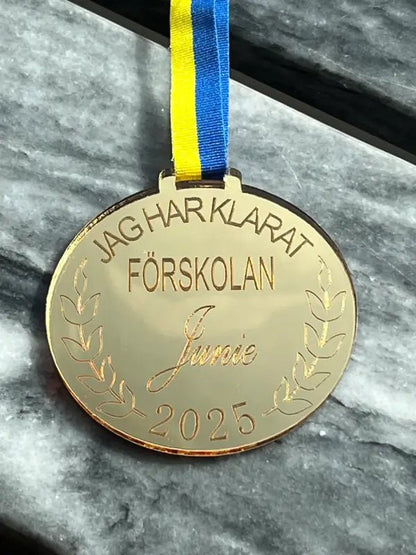 JAG HAR KLARAT
FÖRSKOLAN
Junie
2025